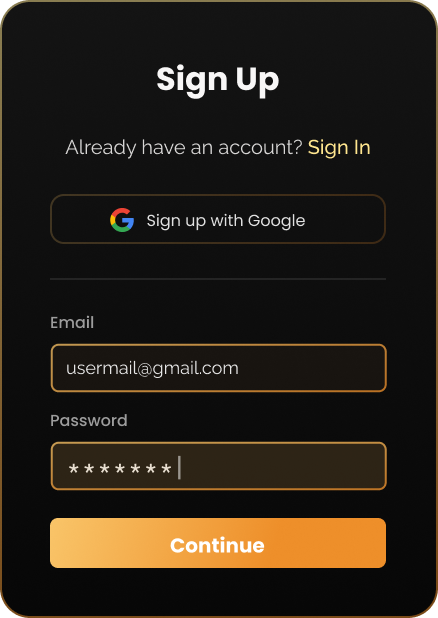 Sign Up
Already have an account? Sign In
Sign up with Google
Email
usermail@gmail.com
Password
*******
Continue